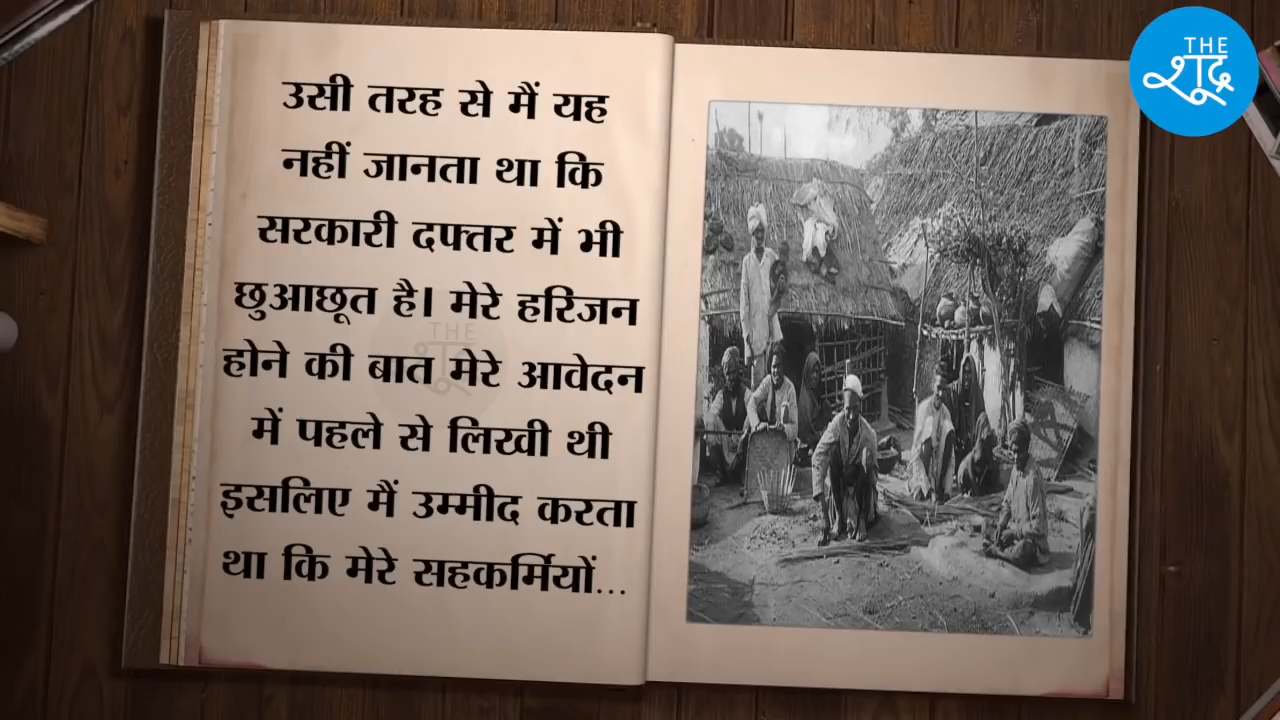 उसी तरह से मैं यह
नहीं जानता था कि
सरकारी दफ्तर में भी
छुआछूत है। मेरे हरिजन
होने की बात मेरे आवेदन
में पहले से लिखी थी
इसलिए मैं उम्मीद करता
था कि मेरे सहकर्मियों...
THE
शूद्र
THE
शूद्र